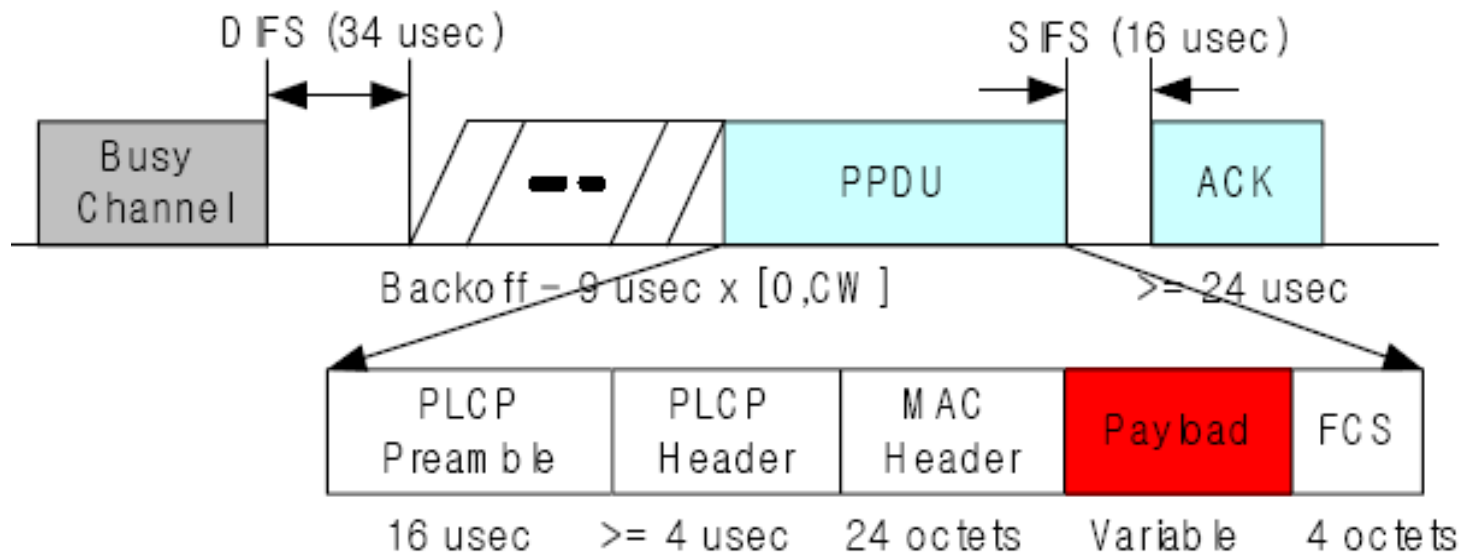 DIFS (34 usec)
SIFS (16 usec)
Busy
Channel
PPDU
ACK
Backoff - 9 usec x [0,CW]
>= 24 usec
PLCP
Preamble
PLCP
Header
MAC
Header
Payload
FCS
16 usec
>= 4 usec
24 octets
Variable
4 octets